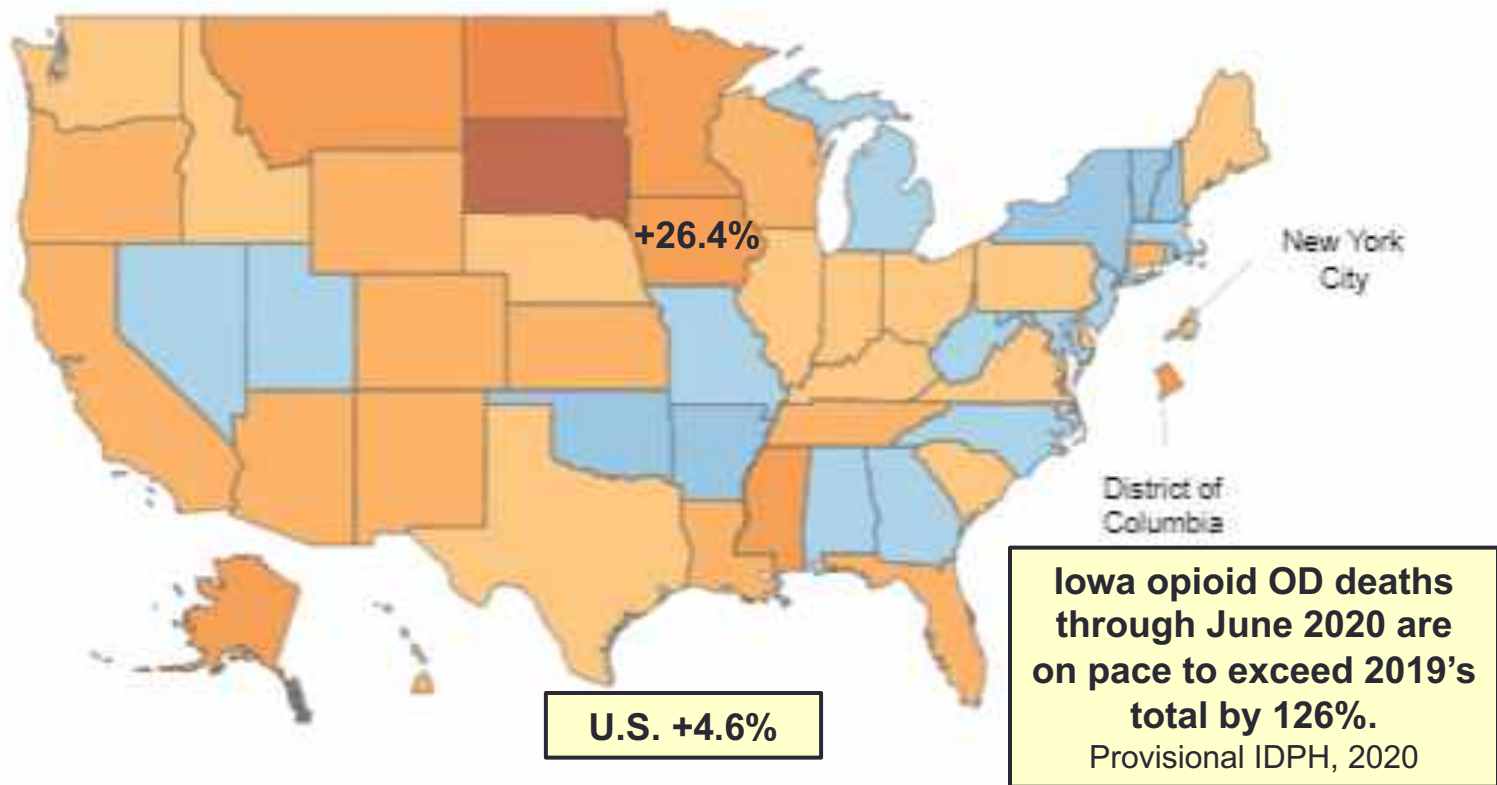 +26.4%
New York
City
District of
Columbia
U.S. +4.6%
Iowa opioid OD deaths
through June 2020 are
on pace to exceed 2019’s
total by 126%.
Provisional IDPH, 2020